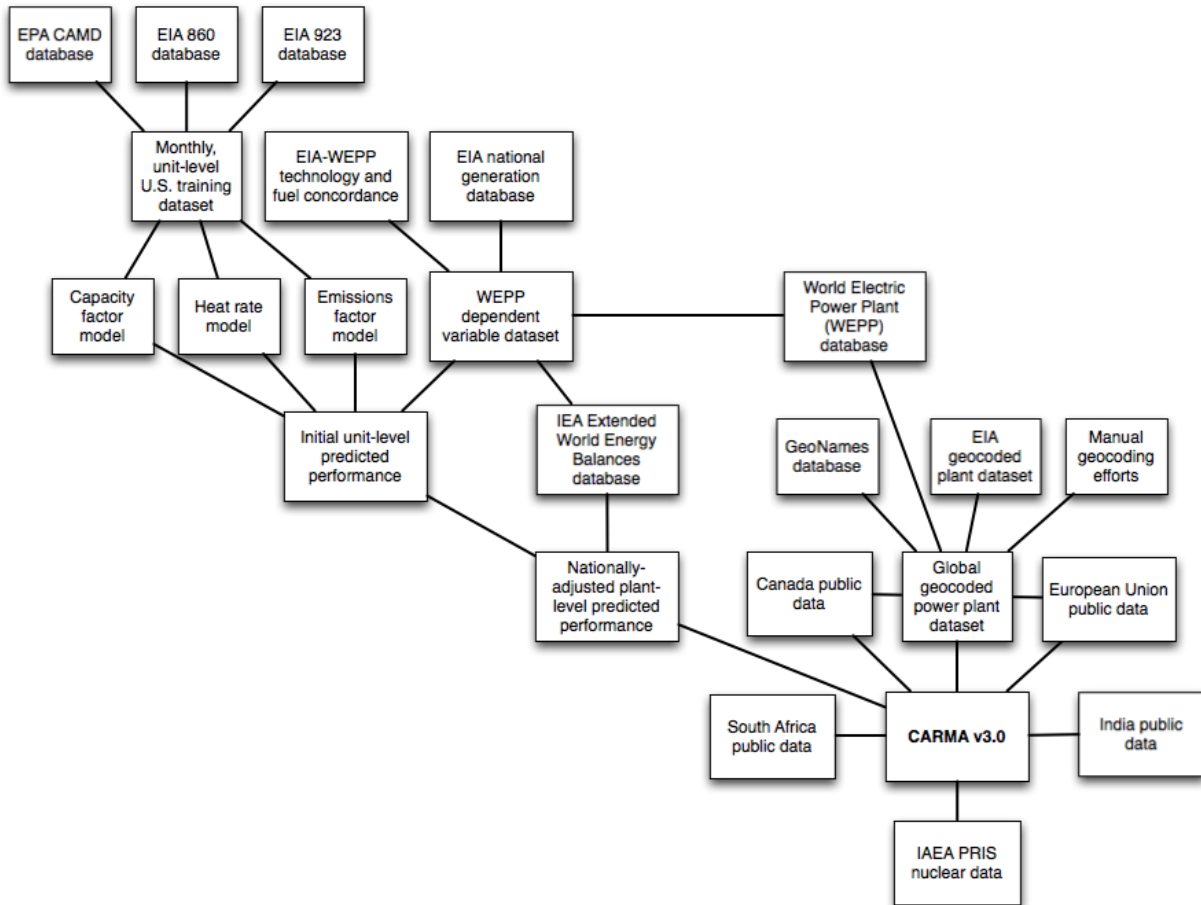 EPA CAMD
database
EIA 860
database
EIA 923
database
Monthly,
unit-level
U.S. training
dataset
EIA-WEPP
technology and
fuel concordance
EIA national
generation
database
Capacity
factor
model
Heat rate
model
Emissions
factor
model
WEPP
dependent
variable dataset
World Electric
Power Plant
(WEPP)
database
Initial unit-level
predicted
performance
IEA Extended
World Energy
Balances
database
GeoNames
database
EIA
geocoded
plant dataset
Manual
geocoding
efforts
Nationally-
adjusted plant-
level predicted
performance
Canada public
data
Global
geocoded
power plant
dataset
European Union
public data
South Africa
public data
CARMA v3.0
India public
data
IAEA PRIS
nuclear data